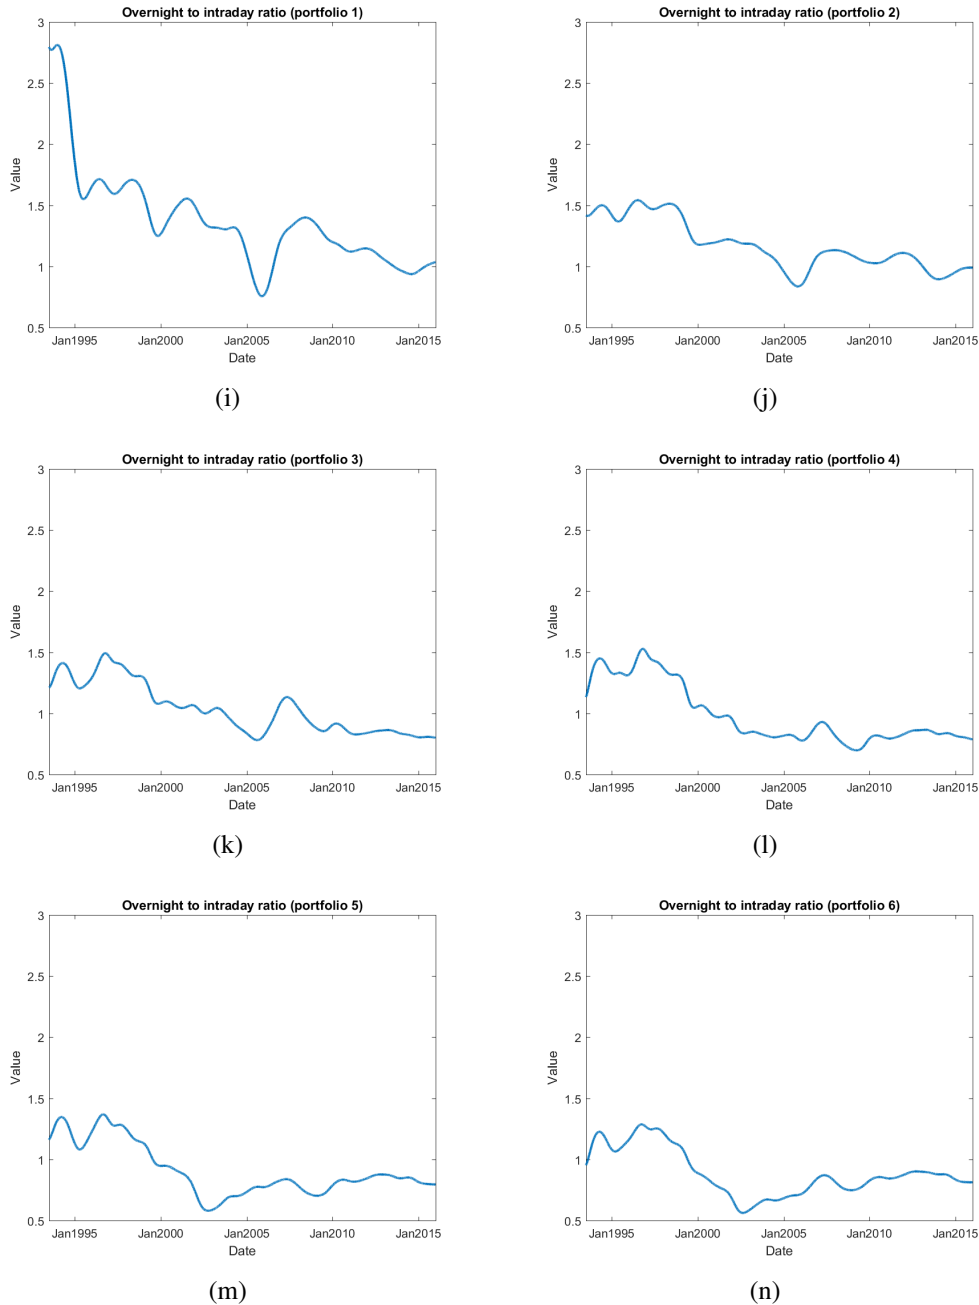 Overnight to intraday ratio (portfolio 1)
3
2.5
2
1.5
1
0.5
Value
Jan1995 Jan2000 Jan2005 Jan2010 Jan2015
Date
(i)
Overnight to intraday ratio (portfolio 2)
3
2.5
2
1.5
1
0.5
Value
Jan1995 Jan2000 Jan2005 Jan2010 Jan2015
Date
(j)
Overnight to intraday ratio (portfolio 3)
3
2.5
2
1.5
1
0.5
Value
Jan1995 Jan2000 Jan2005 Jan2010 Jan2015
Date
(k)
Overnight to intraday ratio (portfolio 4)
3
2.5
2
1.5
1
0.5
Value
Jan1995 Jan2000 Jan2005 Jan2010 Jan2015
Date
(l)
Overnight to intraday ratio (portfolio 5)
3
2.5
2
1.5
1
0.5
Value
Jan1995 Jan2000 Jan2005 Jan2010 Jan2015
Date
(m)
Overnight to intraday ratio (portfolio 6)
3
2.5
2
1.5
1
0.5
Value
Jan1995 Jan2000 Jan2005 Jan2010 Jan2015
Date
(n)